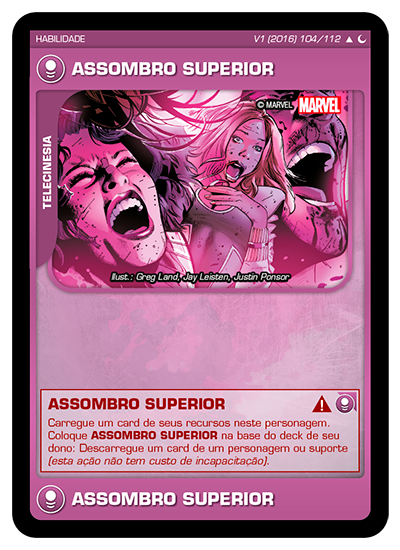 HABILIDADE
V1 (2016) 104/112
ASSOMBRO SUPERIOR
© MARVEL MARVEL
TELECINESIA
Illust.: Greg Land, Jay Leisten, Justin Ponsor
ASSOMBRO SUPERIOR
Carregue um card de seus recursos neste personagem.
Coloque ASSOMBRO SUPERIOR na base do deck de seu
dono: Descarregue um card de um personagem ou suporte
(esta ação não tem custo de incapacitação).
ASSOMBRO SUPERIOR